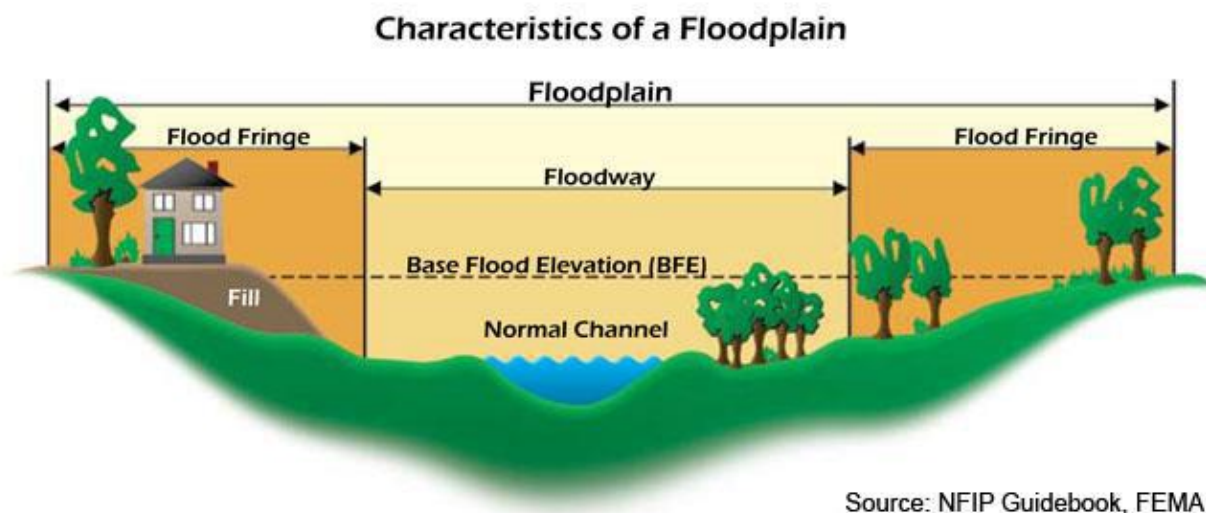 Characteristics of a Floodplain
Floodplain
Flood Fringe
Flood Fringe
Floodway
Base Flood Elevation (BFE)
Fill
Normal Channel
Source: NFIP Guidebook, FEMA